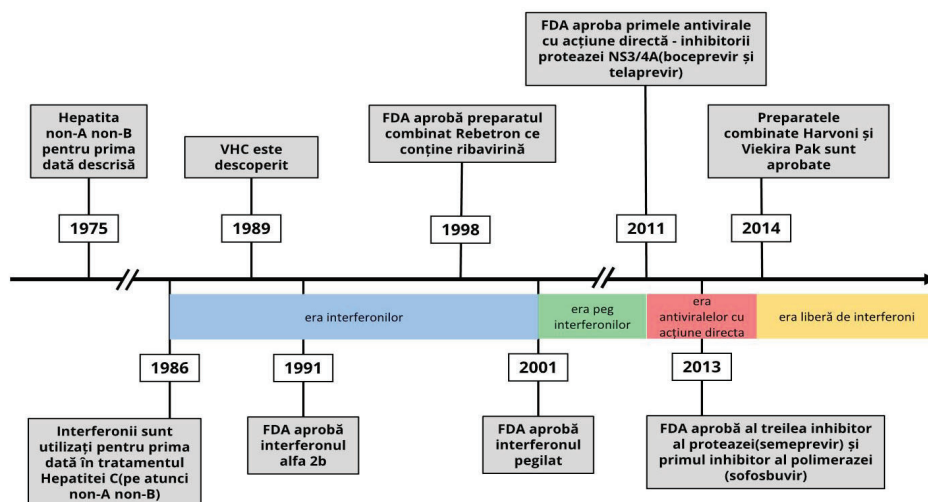 FDA aproba primele antivirale
cu acțiune directă - inhibitorii
proteazei NS3/4A(boceprevir și
telaprevir)
Hepatita
non-A non-B
pentru prima
dată descrisă
VHC este
descoperit
FDA aprobă preparatul
combinat Rebetron ce
conține ribavirină
Preparatele
combinate Harvoni și
Viekira Pak sunt
aprobate
1975
1989
1998
2011
2014
era interferonilor
era peg
interferonilor
era
antiviralelor cu
acțiune directa
era liberă de interferoni
1986
1991
2001
2013
Interferonii sunt
utilizați pentru prima
dată în tratamentul
Hepatitei C(pe atunci
non-A non-B)
FDA aprobă
interferonul
alfa 2b
FDA aprobă
interferonul
pegilat
FDA aprobă al treilea inhibitor
al proteazei(semeprevir) și
primul inhibitor al polimerazei
(sofosbuvir)